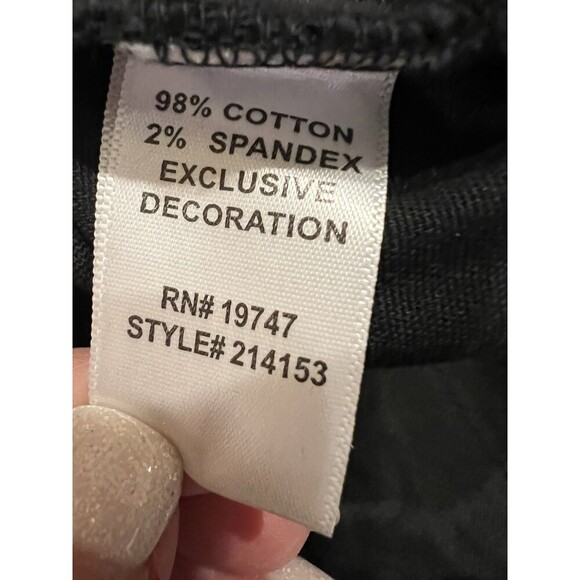 98% COTTON
2% SPANDEX
EXCLUSIVE
DECORATION
RN# 19747
STYLE# 214153